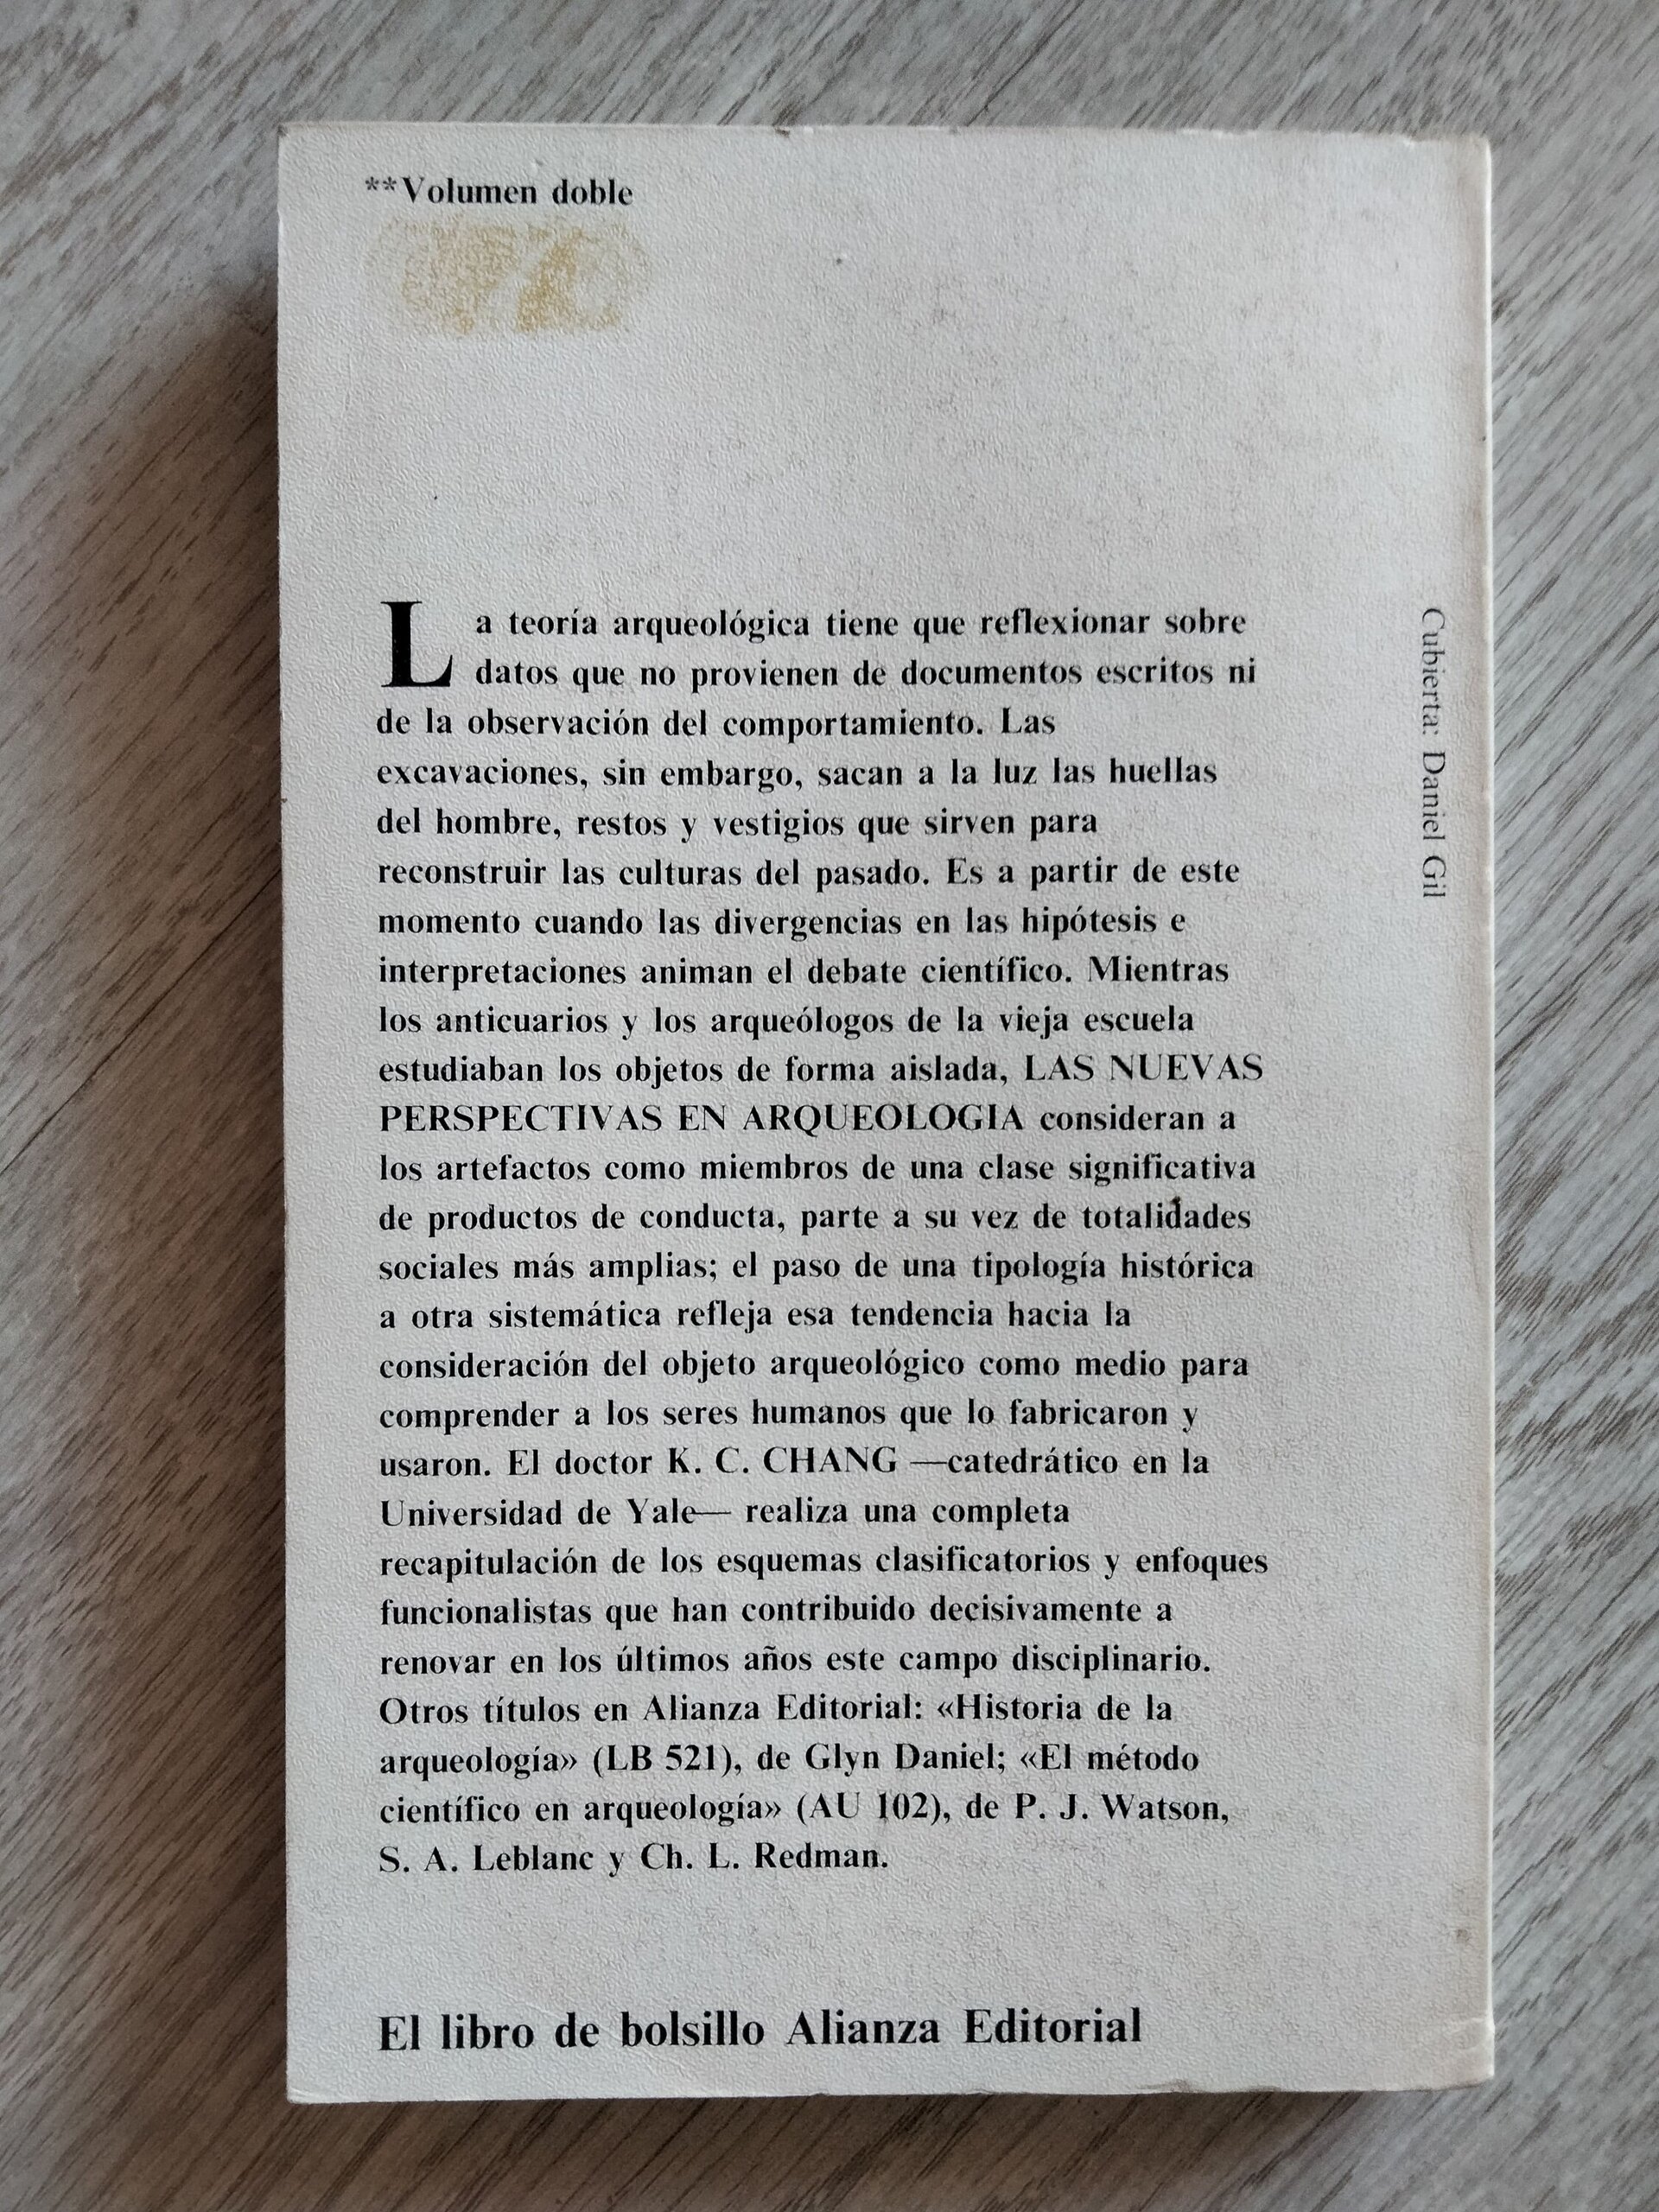 **Volumen doble
La teoría arqueológica tiene que reflexionar sobre
datos que no provienen de documentos escritos ni
de la observación del comportamiento. Las
excavaciones, sin embargo, sacan a la luz las huellas
del hombre, restos y vestigios que sirven para
reconstruir las culturas del pasado. Es a partir de este
momento cuando las divergencias en las hipótesis e
interpretaciones animan el debate científico. Mientras
los anticuarios y los arqueólogos de la vieja escuela
estudiaban los objetos de forma aislada, LAS NUEVAS
PERSPECTIVAS EN ARQUEOLOGIA consideran a
los artefactos como miembros de una clase significativa
de productos de conducta, parte a su vez de totalidades
sociales más amplias; el paso de una tipología histórica
a otra sistemática refleja esa tendencia hacia la
consideración del objeto arqueológico como medio para
comprender a los seres humanos que lo fabricaron y
usaron. El doctor K. C. CHANG —catedrático en la
Universidad de Yale— realiza una completa
recapitulación de los esquemas clasificatorios y enfoques
funcionalistas que han contribuido decisivamente a
renovar en los últimos años este campo disciplinario.
Otros títulos en Alianza Editorial: «Historia de la
arqueología» (LB 521), de Glyn Daniel; «El método
científico en arqueología» (AU 102), de P. J. Watson,
S. A. Leblanc y Ch. L. Redman.
El libro de bolsillo Alianza Editorial
Cubierta: Daniel Gil